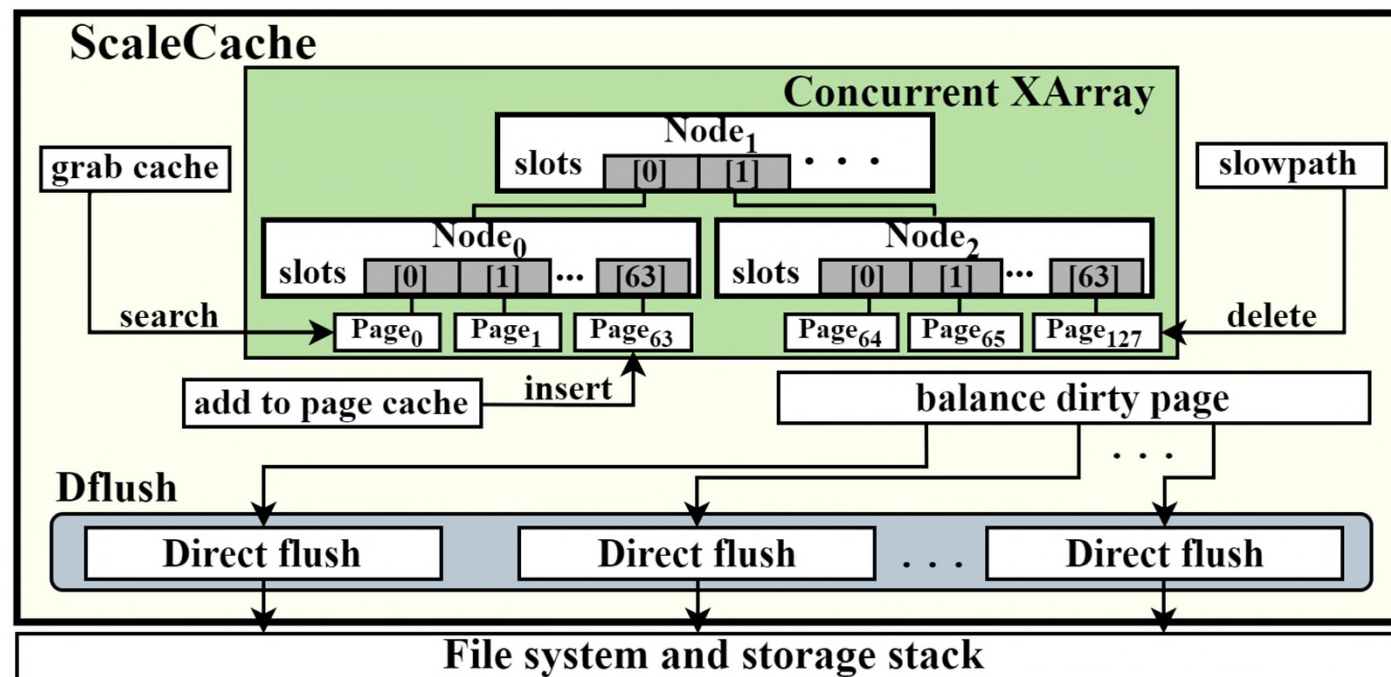 ScaleCache
Concurrent XArray
Node₁
slots [0] [1] . . .
grab cache
slowpath
Node₀
slots [0] [1] ... [63]
Node₂
slots [0] [1] ... [63]
search
Page₀ Page₁ Page₆₃
Page₆₄ Page₆₅ Page₁₂₇
delete
add to page cache
insert
balance dirty page
. . .
Dflush
Direct flush Direct flush . . . Direct flush
File system and storage stack